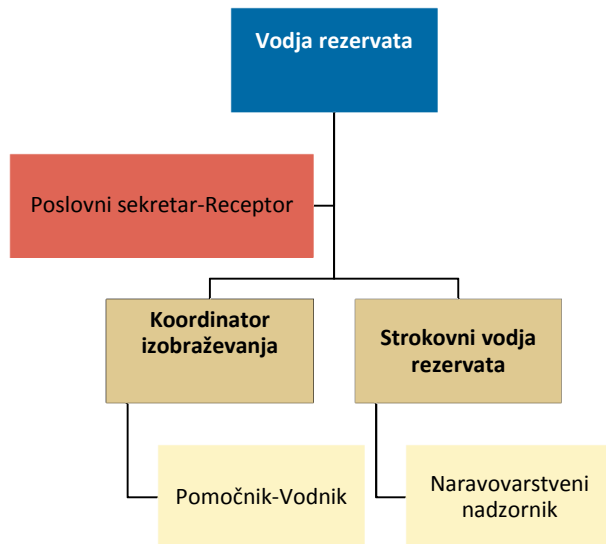 Vodja rezervata
Poslovni sekretar-Receptor
Koordinator
izobraževanja
Strokovni vodja
rezervata
Pomočnik-Vodnik
Naravovarstveni
nadzornik